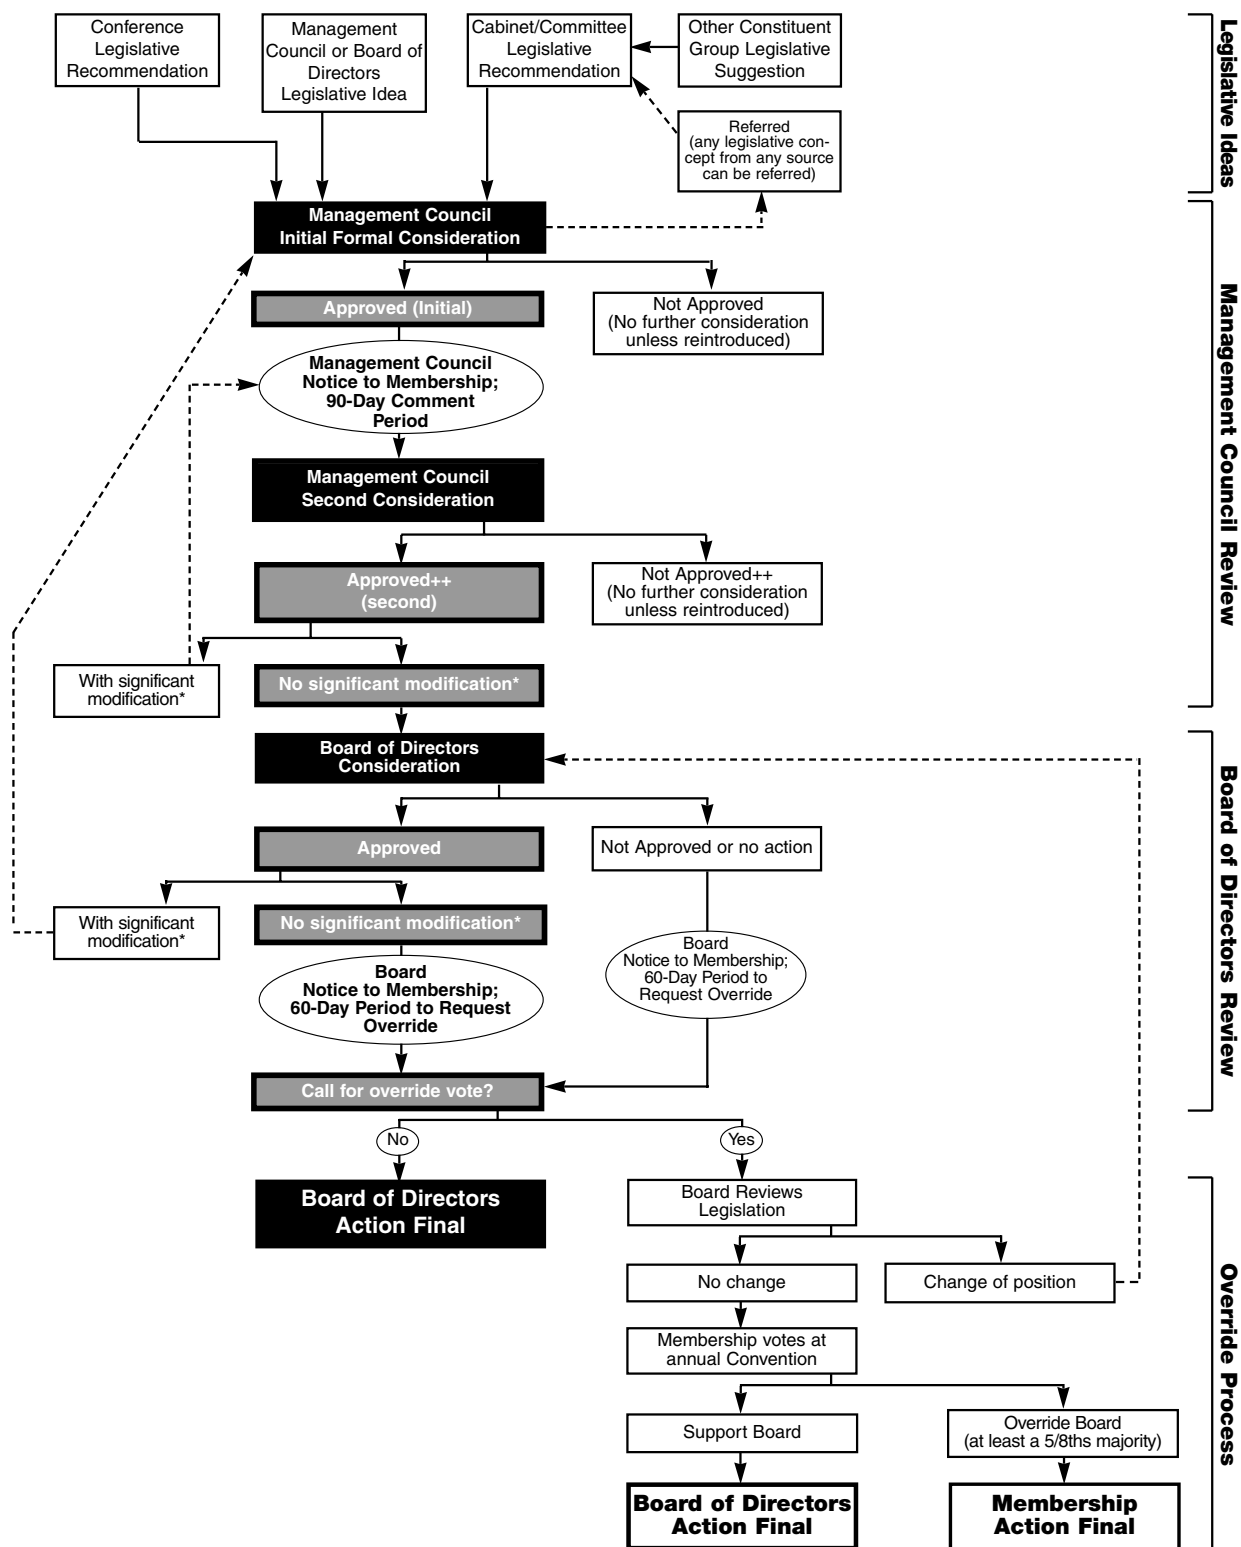 Conference
Legislative
Recommendation
Management
Council or Board of
Directors
Legislative Idea
Cabinet/Committee
Legislative
Recommendation
Other Constituent
Group Legislative
Suggestion
Referred
(any legislative con-
cept from any source
can be referred)
Legislative Ideas
Management Council
Initial Formal Consideration
Approved (Initial)
Not Approved
(No further consideration
unless reintroduced)
Management Council
Notice to Membership;
90-Day Comment
Period
Management Council
Second Consideration
Approved++
(second)
Not Approved++
(No further consideration
unless reintroduced)
With significant
modification*
No significant modification*
Management Council Review
Board of Directors
Consideration
Approved
Not Approved or no action
With significant
modification*
No significant modification*
Board
Notice to Membership;
60-Day Period to Request
Override
Board
Notice to Membership;
60-Day Period to
Request Override
Call for override vote?
Board of Directors Review
No
Yes
Board of Directors
Action Final
Board Reviews
Legislation
No change
Change of position
Membership votes at
annual Convention
Support Board
Override Board
(at least a 5/8ths majority)
Board of Directors
Action Final
Membership
Action Final
Override Process